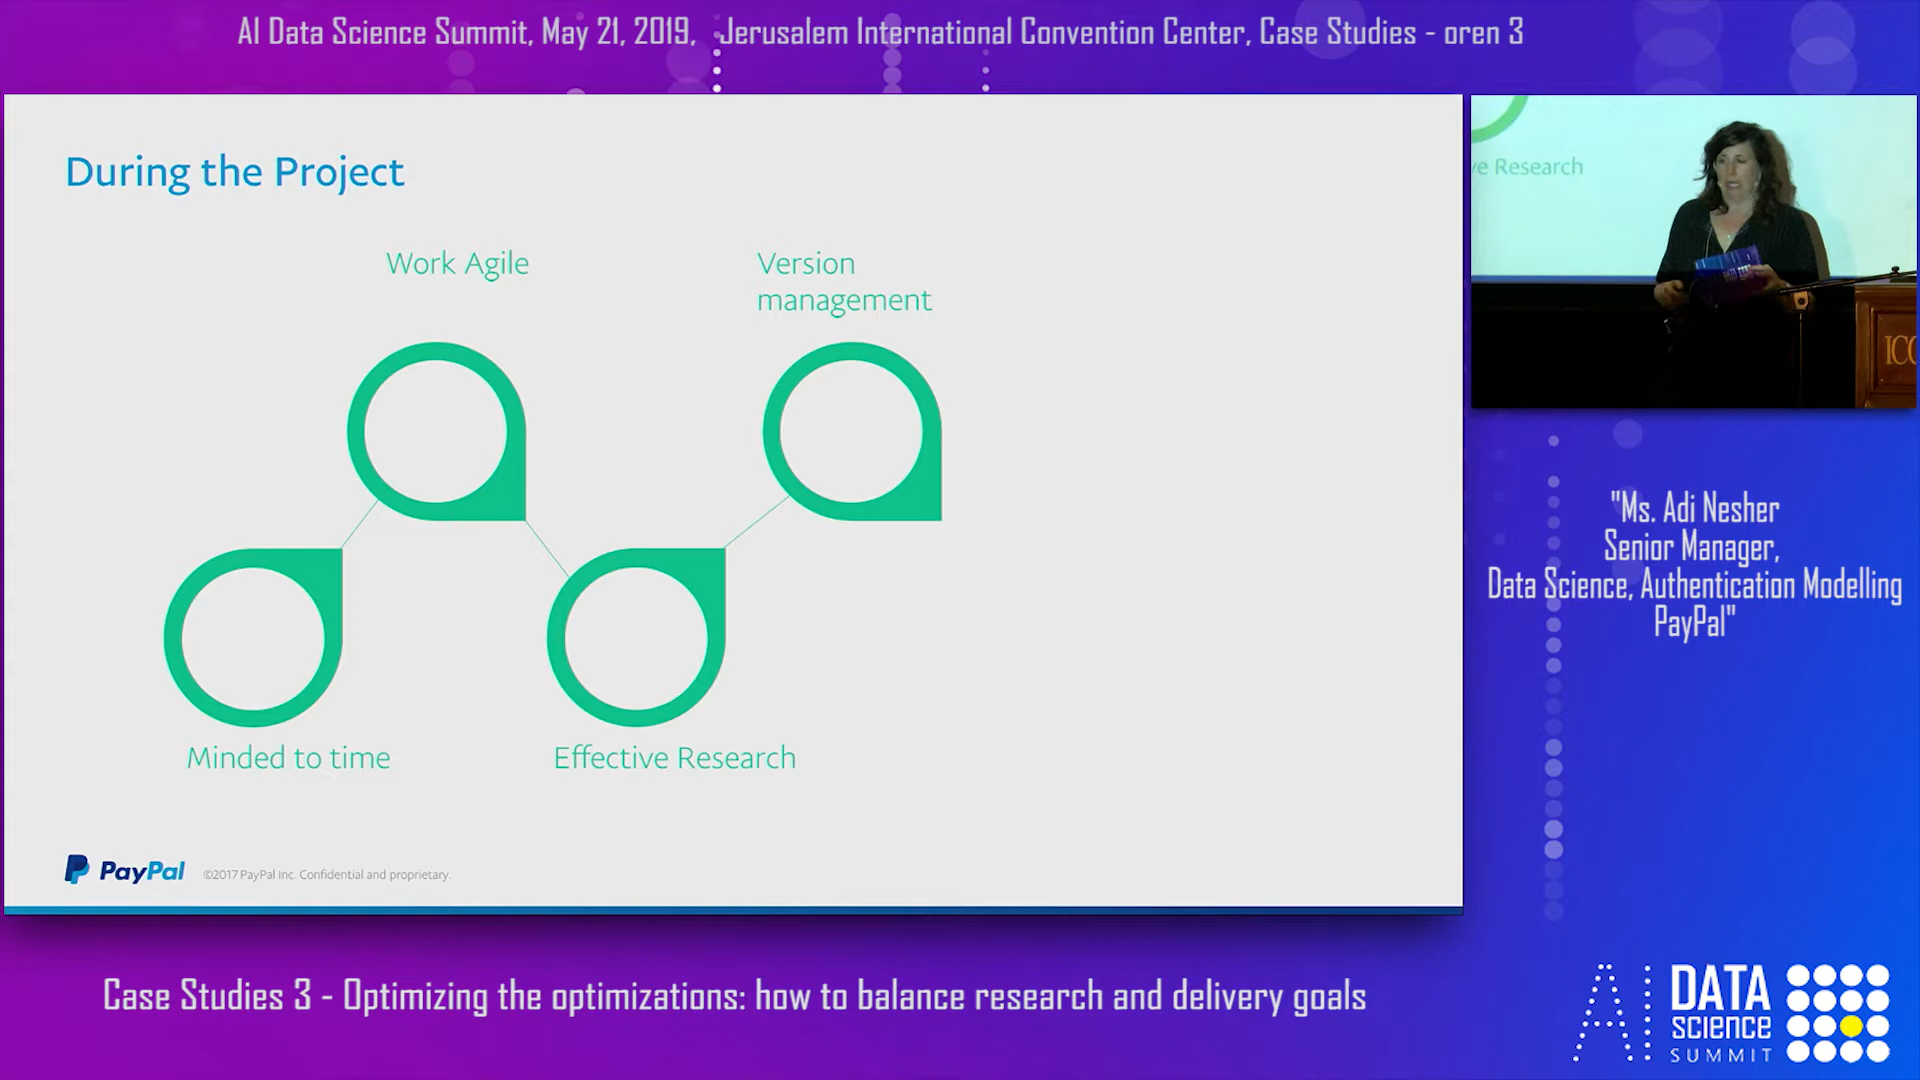 AI Data Science Summit, May 21, 2019, Jerusalem International Convention Center, Case Studies - oren 3
During the Project
Work Agile
Version
management
Minded to time
Effective Research
PayPal ©2017 PayPal Inc. Confidential and proprietary.
ve Research
ICC
"Ms. Adi Nesher
Senior Manager,
Data Science, Authentication Modelling
PayPal"
Case Studies 3 - Optimizing the optimizations: how to balance research and delivery goals
AI DATA
SCIENCE
SUMMIT